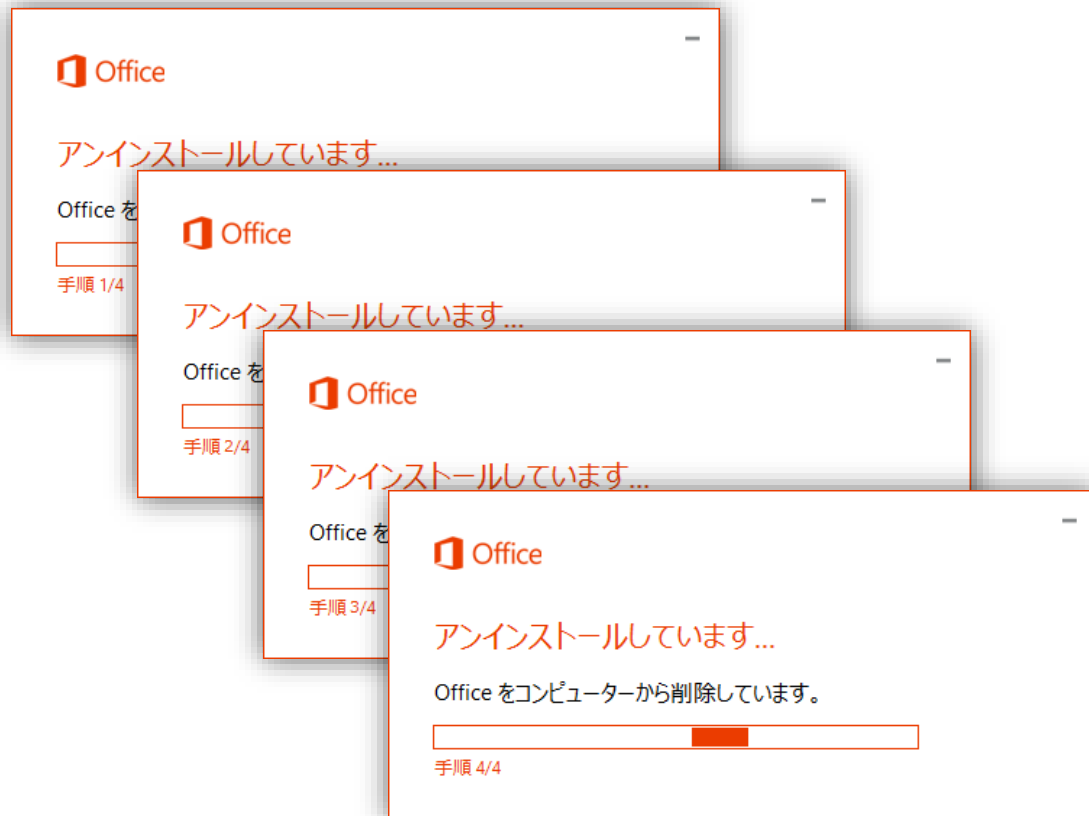 Office
アンインストールしています...
Office を
手順 1/4
Office
アンインストールしています...
Office を
手順 2/4
Office
アンインストールしています...
Office を
手順 3/4
Office
アンインストールしています...
Office をコンピューターから削除しています。
手順 4/4